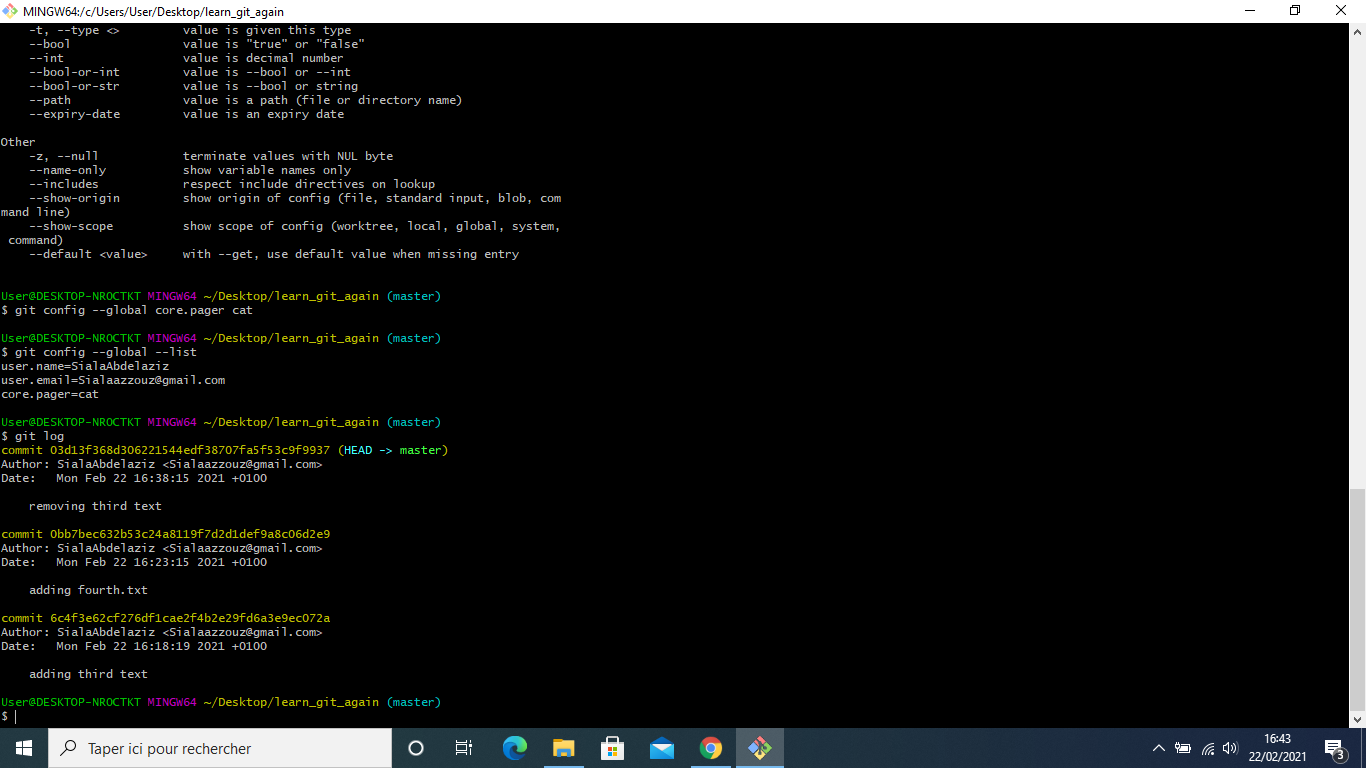 MINGW64:/c/Users/User/Desktop/learn_git_again
-t, --type <> value is given this type
--bool value is "true" or "false"
--int value is decimal number
--bool-or-int value is --bool or --int
--bool-or-str value is --bool or string
--path value is a path (file or directory name)
--expiry-date value is an expiry date
Other
-z, --null terminate values with NUL byte
--name-only show variable names only
--includes respect include directives on lookup
--show-origin show origin of config (file, standard input, blob, com
mand line)
--show-scope show scope of config (worktree, local, global, system,
command)
--default <value> with --get, use default value when missing entry
User@DESKTOP-NROCTKT MINGW64 ~/Desktop/learn_git_again (master)
$ git config --global core.pager cat
User@DESKTOP-NROCTKT MINGW64 ~/Desktop/learn_git_again (master)
$ git config --global --list
user.name=SialaAbdelaziz
user.email=Sialaazzouz@gmail.com
core.pager=cat
User@DESKTOP-NROCTKT MINGW64 ~/Desktop/learn_git_again (master)
$ git log
commit 03d13f368d306221544edf38707fa5f53c9f9937 (HEAD -> master)
Author: SialaAbdelaziz <Sialaazzouz@gmail.com>
Date: Mon Feb 22 16:38:15 2021 +0100
removing third text
commit 0bb7bec632b53c24a8119f7d2d1def9a8c06d2e9
Author: SialaAbdelaziz <Sialaazzouz@gmail.com>
Date: Mon Feb 22 16:23:15 2021 +0100
adding fourth.txt
commit 6c4f3e62cf276df1cae2f4b2e29fd6a3e9ec072a
Author: SialaAbdelaziz <Sialaazzouz@gmail.com>
Date: Mon Feb 22 16:18:19 2021 +0100
adding third text
User@DESKTOP-NROCTKT MINGW64 ~/Desktop/learn_git_again (master)
$
Taper ici pour rechercher
16:43
22/02/2021
3